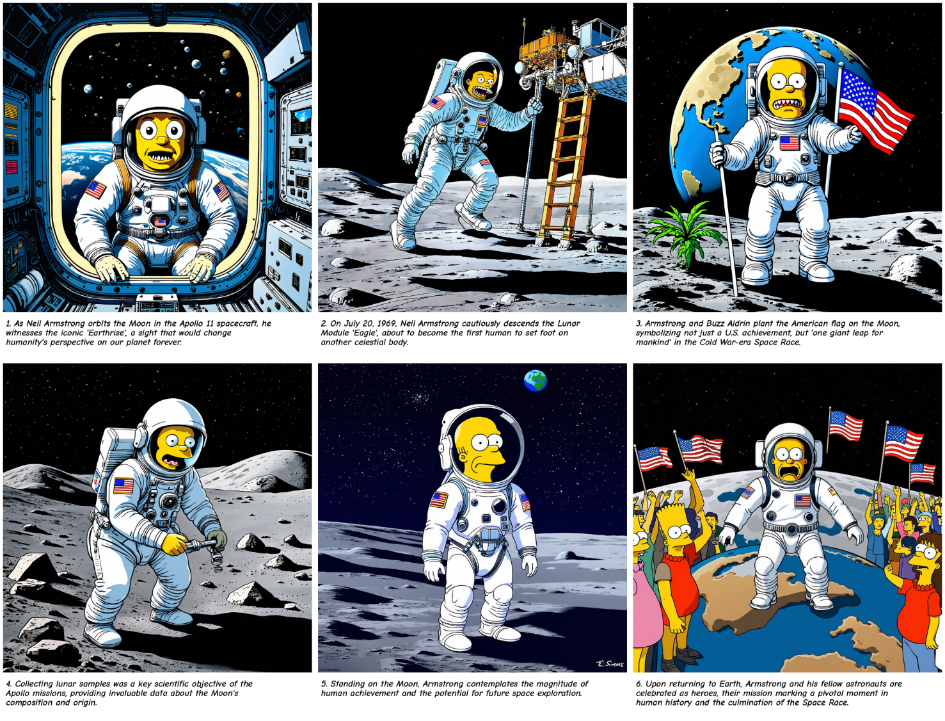 1. As Neil Armstrong orbits the Moon in the Apollo 11 spacecraft, he
witnesses the iconic 'Earthrise', a sight that would change
humanity's perspective on our planet forever.
2. On July 20, 1969, Neil Armstrong cautiously descends the Lunar
Module 'Eagle', about to become the first human to set foot on
another celestial body.
3. Armstrong and Buzz Aldrin plant the American flag on the Moon,
symbolizing not just a U.S. achievement, but 'one giant leap for
mankind' in the Cold War-era Space Race.
4. Collecting lunar samples was a key scientific objective of the
Apollo missions, providing invaluable data about the Moon's
composition and origin.
5. Standing on the Moon, Armstrong contemplates the magnitude of
human achievement and the potential for future space exploration.
6. Upon returning to Earth, Armstrong and his fellow astronauts are
celebrated as heroes, their mission marking a pivotal moment in
human history and the culmination of the Space Race.